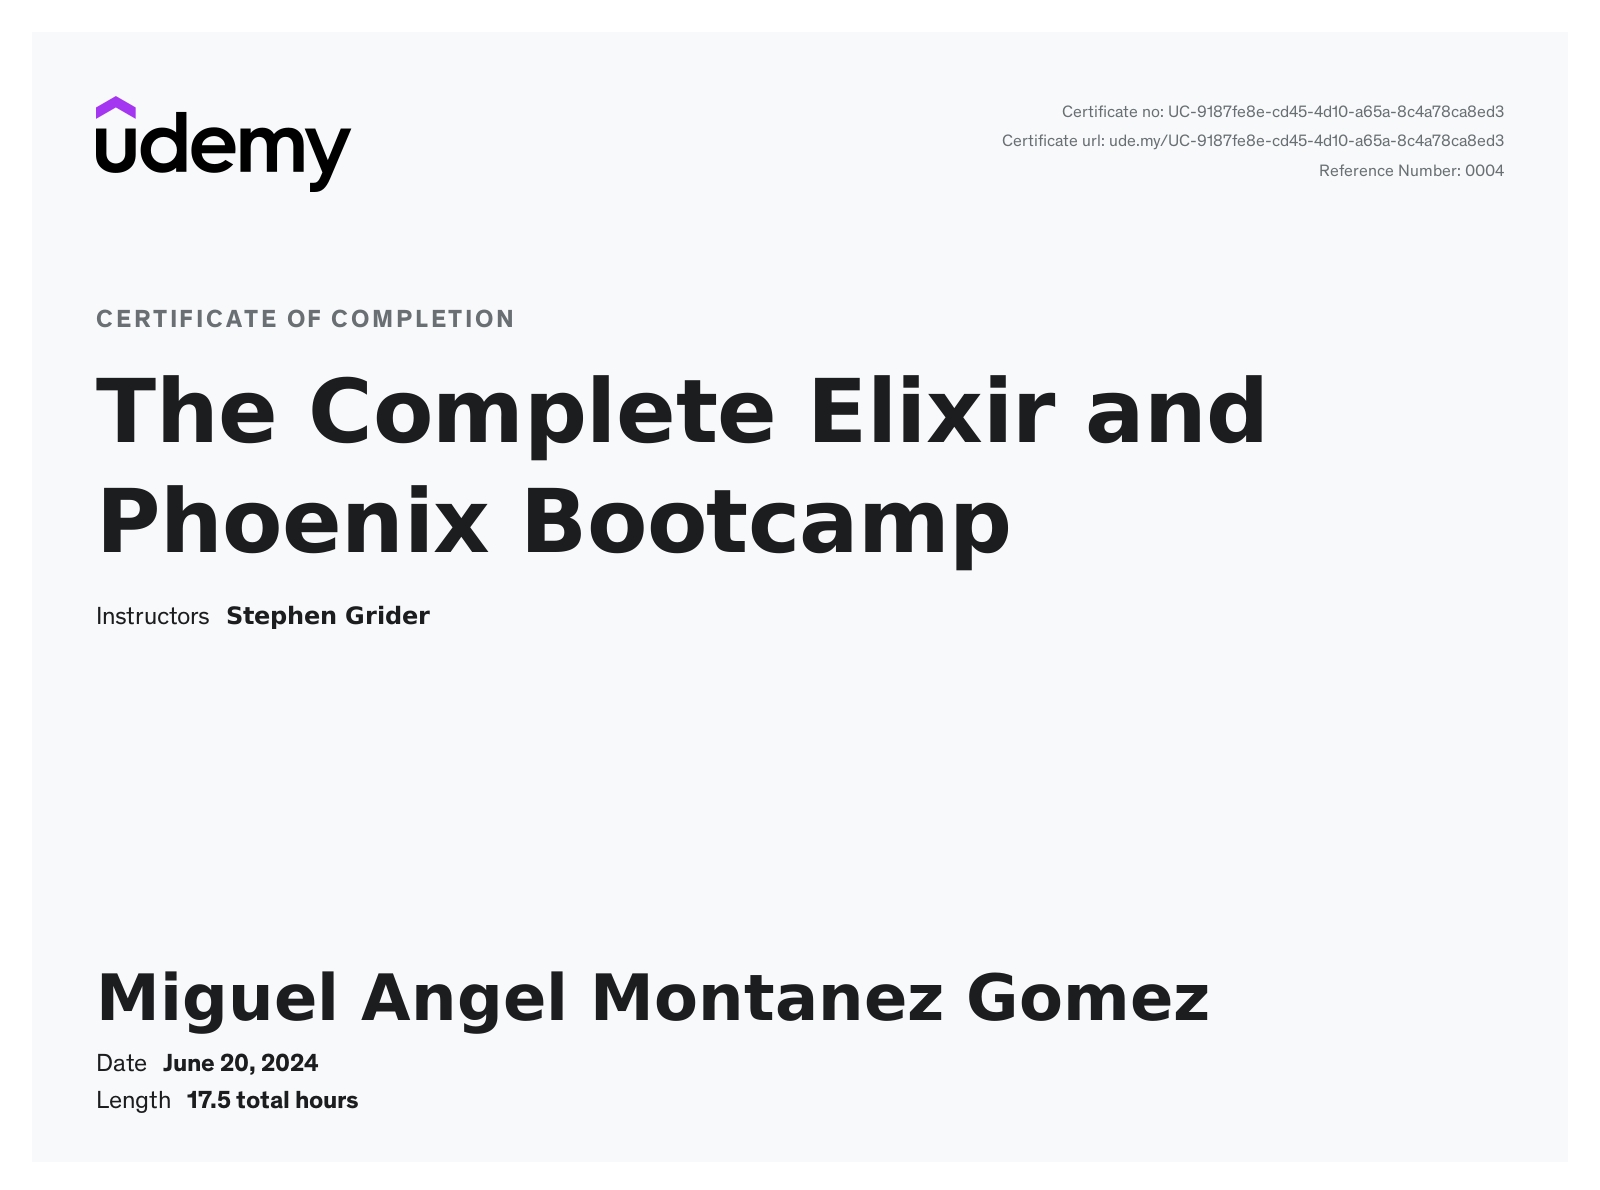 udemy
Certificate no: UC-9187fe8e-cd45-4d10-a65a-8c4a78ca8ed3
Certificate url: ude.my/UC-9187fe8e-cd45-4d10-a65a-8c4a78ca8ed3
Reference Number: 0004
CERTIFICATE OF COMPLETION
The Complete Elixir and
Phoenix Bootcamp
Instructors Stephen Grider
Miguel Angel Montanez Gomez
Date June 20, 2024
Length 17.5 total hours